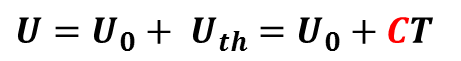 U = U₀ + Uₜₕ = U₀ + CT